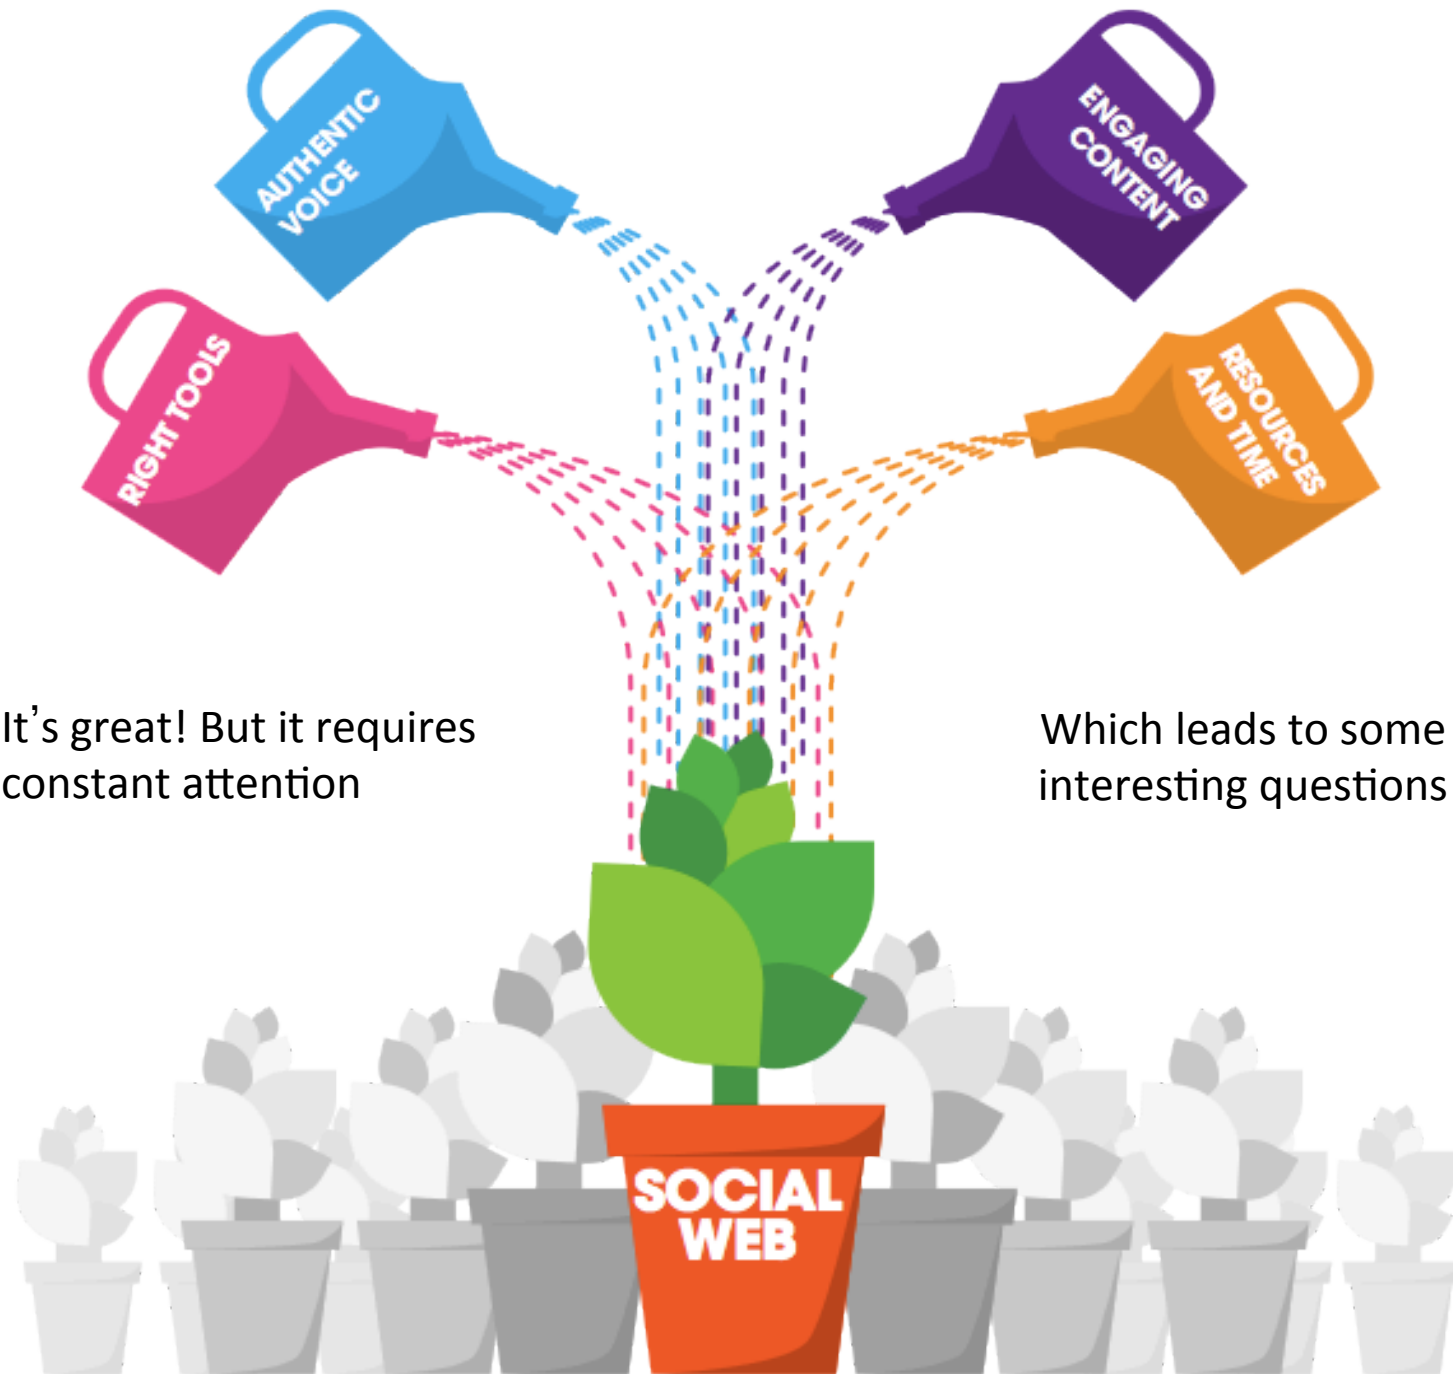 AUTHENTIC
VOICE
ENGAGING
CONTENT
RIGHT TOOLS
RESOURCES
AND TIME
It’s great! But it requires
constant attention
Which leads to some
interesting questions
SOCIAL
WEB